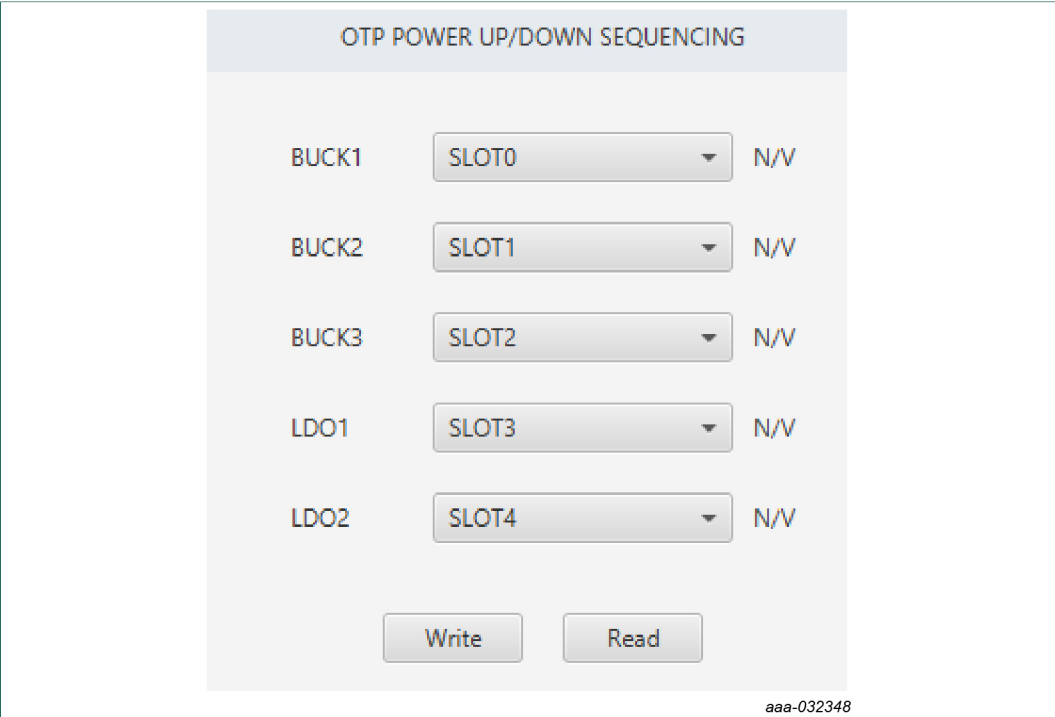 OTP POWER UP/DOWN SEQUENCING
BUCK1 SLOT0 N/V
BUCK2 SLOT1 N/V
BUCK3 SLOT2 N/V
LDO1 SLOT3 N/V
LDO2 SLOT4 N/V
Write Read
aaa-032348